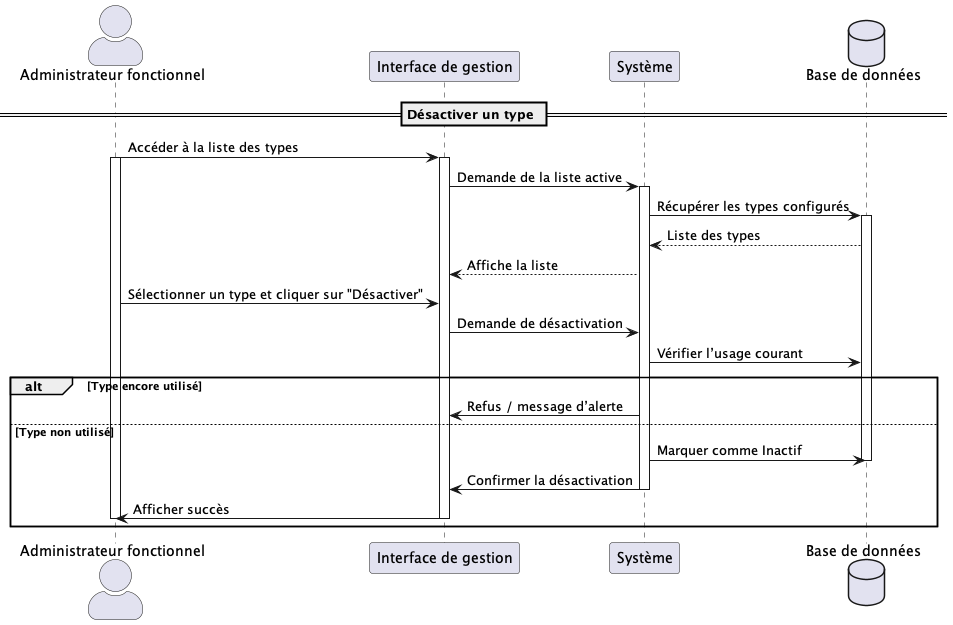 Administrateur fonctionnel
Interface de gestion
Système
Base de données
Désactiver un type
Accéder à la liste des types
Demande de la liste active
Récupérer les types configurés
Liste des types
Affiche la liste
Sélectionner un type et cliquer sur "Désactiver"
Demande de désactivation
Vérifier l’usage courant
alt
[Type encore utilisé]
Refus / message d’alerte
[Type non utilisé]
Marquer comme Inactif
Confirmer la désactivation
Afficher succès
Administrateur fonctionnel
Interface de gestion
Système
Base de données